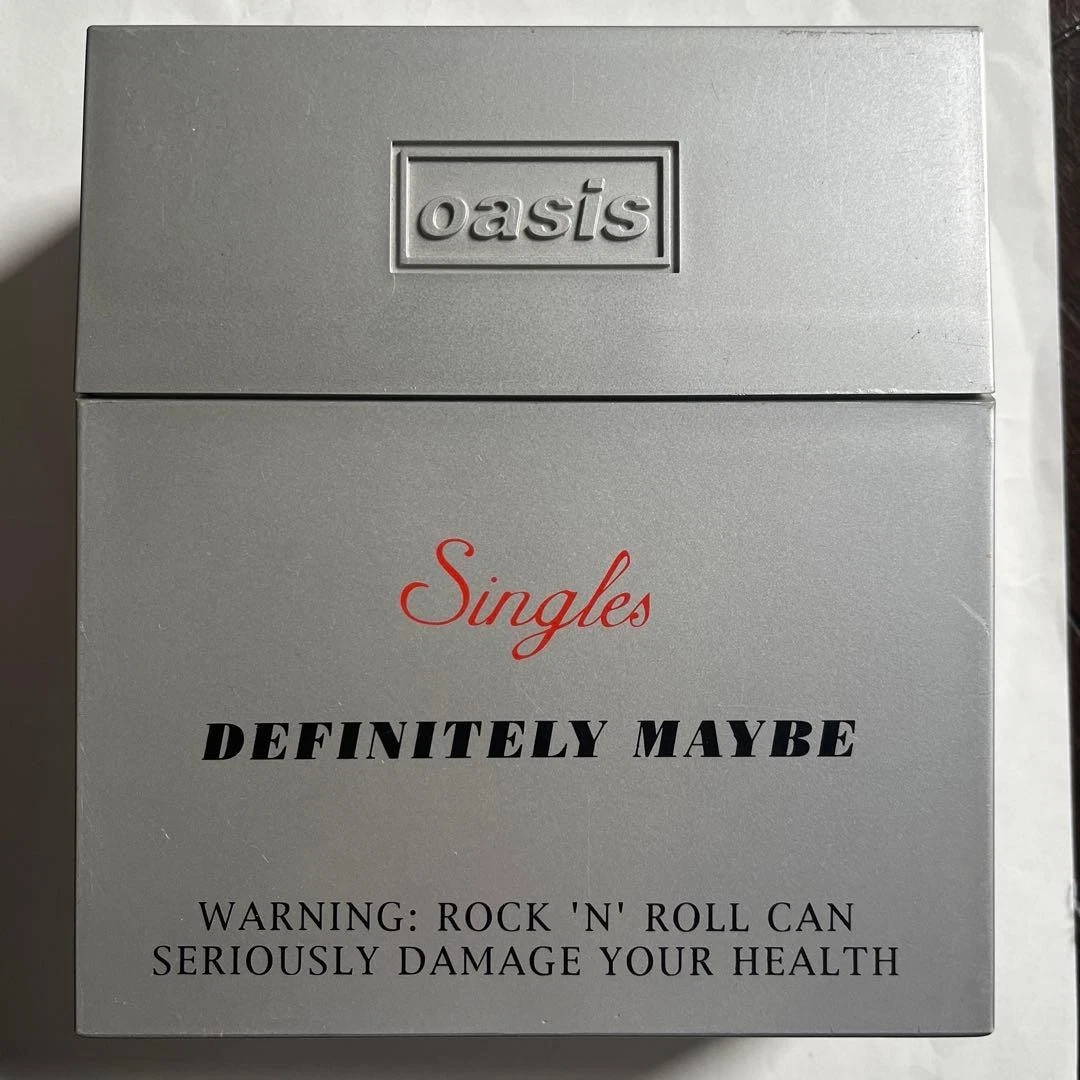 oasis
Singles
DEFINITELY MAYBE
WARNING: ROCK 'N' ROLL CAN
SERIOUSLY DAMAGE YOUR HEALTH